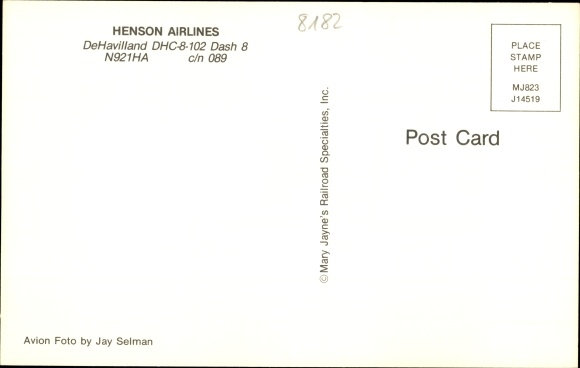 HENSON AIRLINES
DeHavilland DHC-8-102 Dash 8
N921HA c/n 089
8182
PLACE
STAMP
HERE
MJ823
J14519
Post Card
© Mary Jayne's Railroad Specialties, Inc.
Avion Foto by Jay Selman